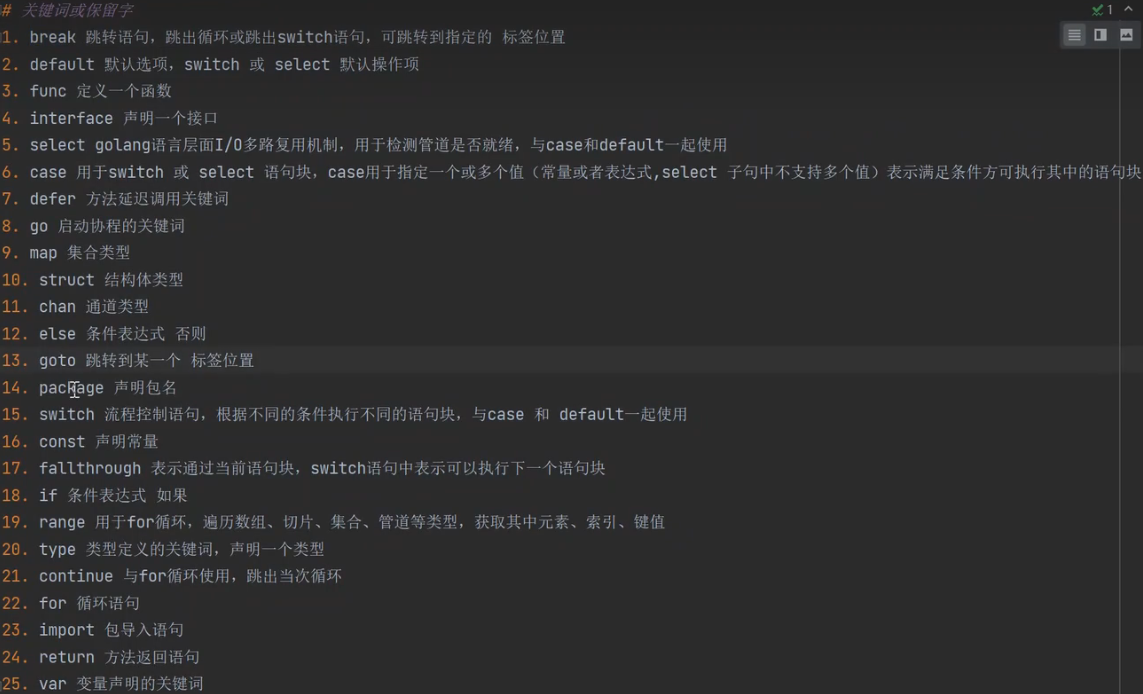 # 关键词或保留字
1
1. break 跳转语句，跳出循环或跳出switch语句，可跳转到指定的 标签位置
2. default 默认选项，switch 或 select 默认操作项
3. func 定义一个函数
4. interface 声明一个接口
5. select golang语言层面I/O多路复用机制，用于检测管道是否就绪，与case和default一起使用
6. case 用于switch 或 select 语句块，case用于指定一个或多个值（常量或者表达式,select 子句中不支持多个值）表示满足条件方可执行其中的语句块
7. defer 方法延迟调用关键词
8. go 启动协程的关键词
9. map 集合类型
10. struct 结构体类型
11. chan 通道类型
12. else 条件表达式 否则
13. goto 跳转到某一个 标签位置
14. package 声明包名
15. switch 流程控制语句，根据不同的条件执行不同的语句块，与case 和 default一起使用
16. const 声明常量
17. fallthrough 表示通过当前语句块，switch语句中表示可以执行下一个语句块
18. if 条件表达式 如果
19. range 用于for循环，遍历数组、切片、集合、管道等类型，获取其中元素、索引、键值
20. type 类型定义的关键词，声明一个类型
21. continue 与for循环使用，跳出当次循环
22. for 循环语句
23. import 包导入语句
24. return 方法返回语句
25. var 变量声明的关键词